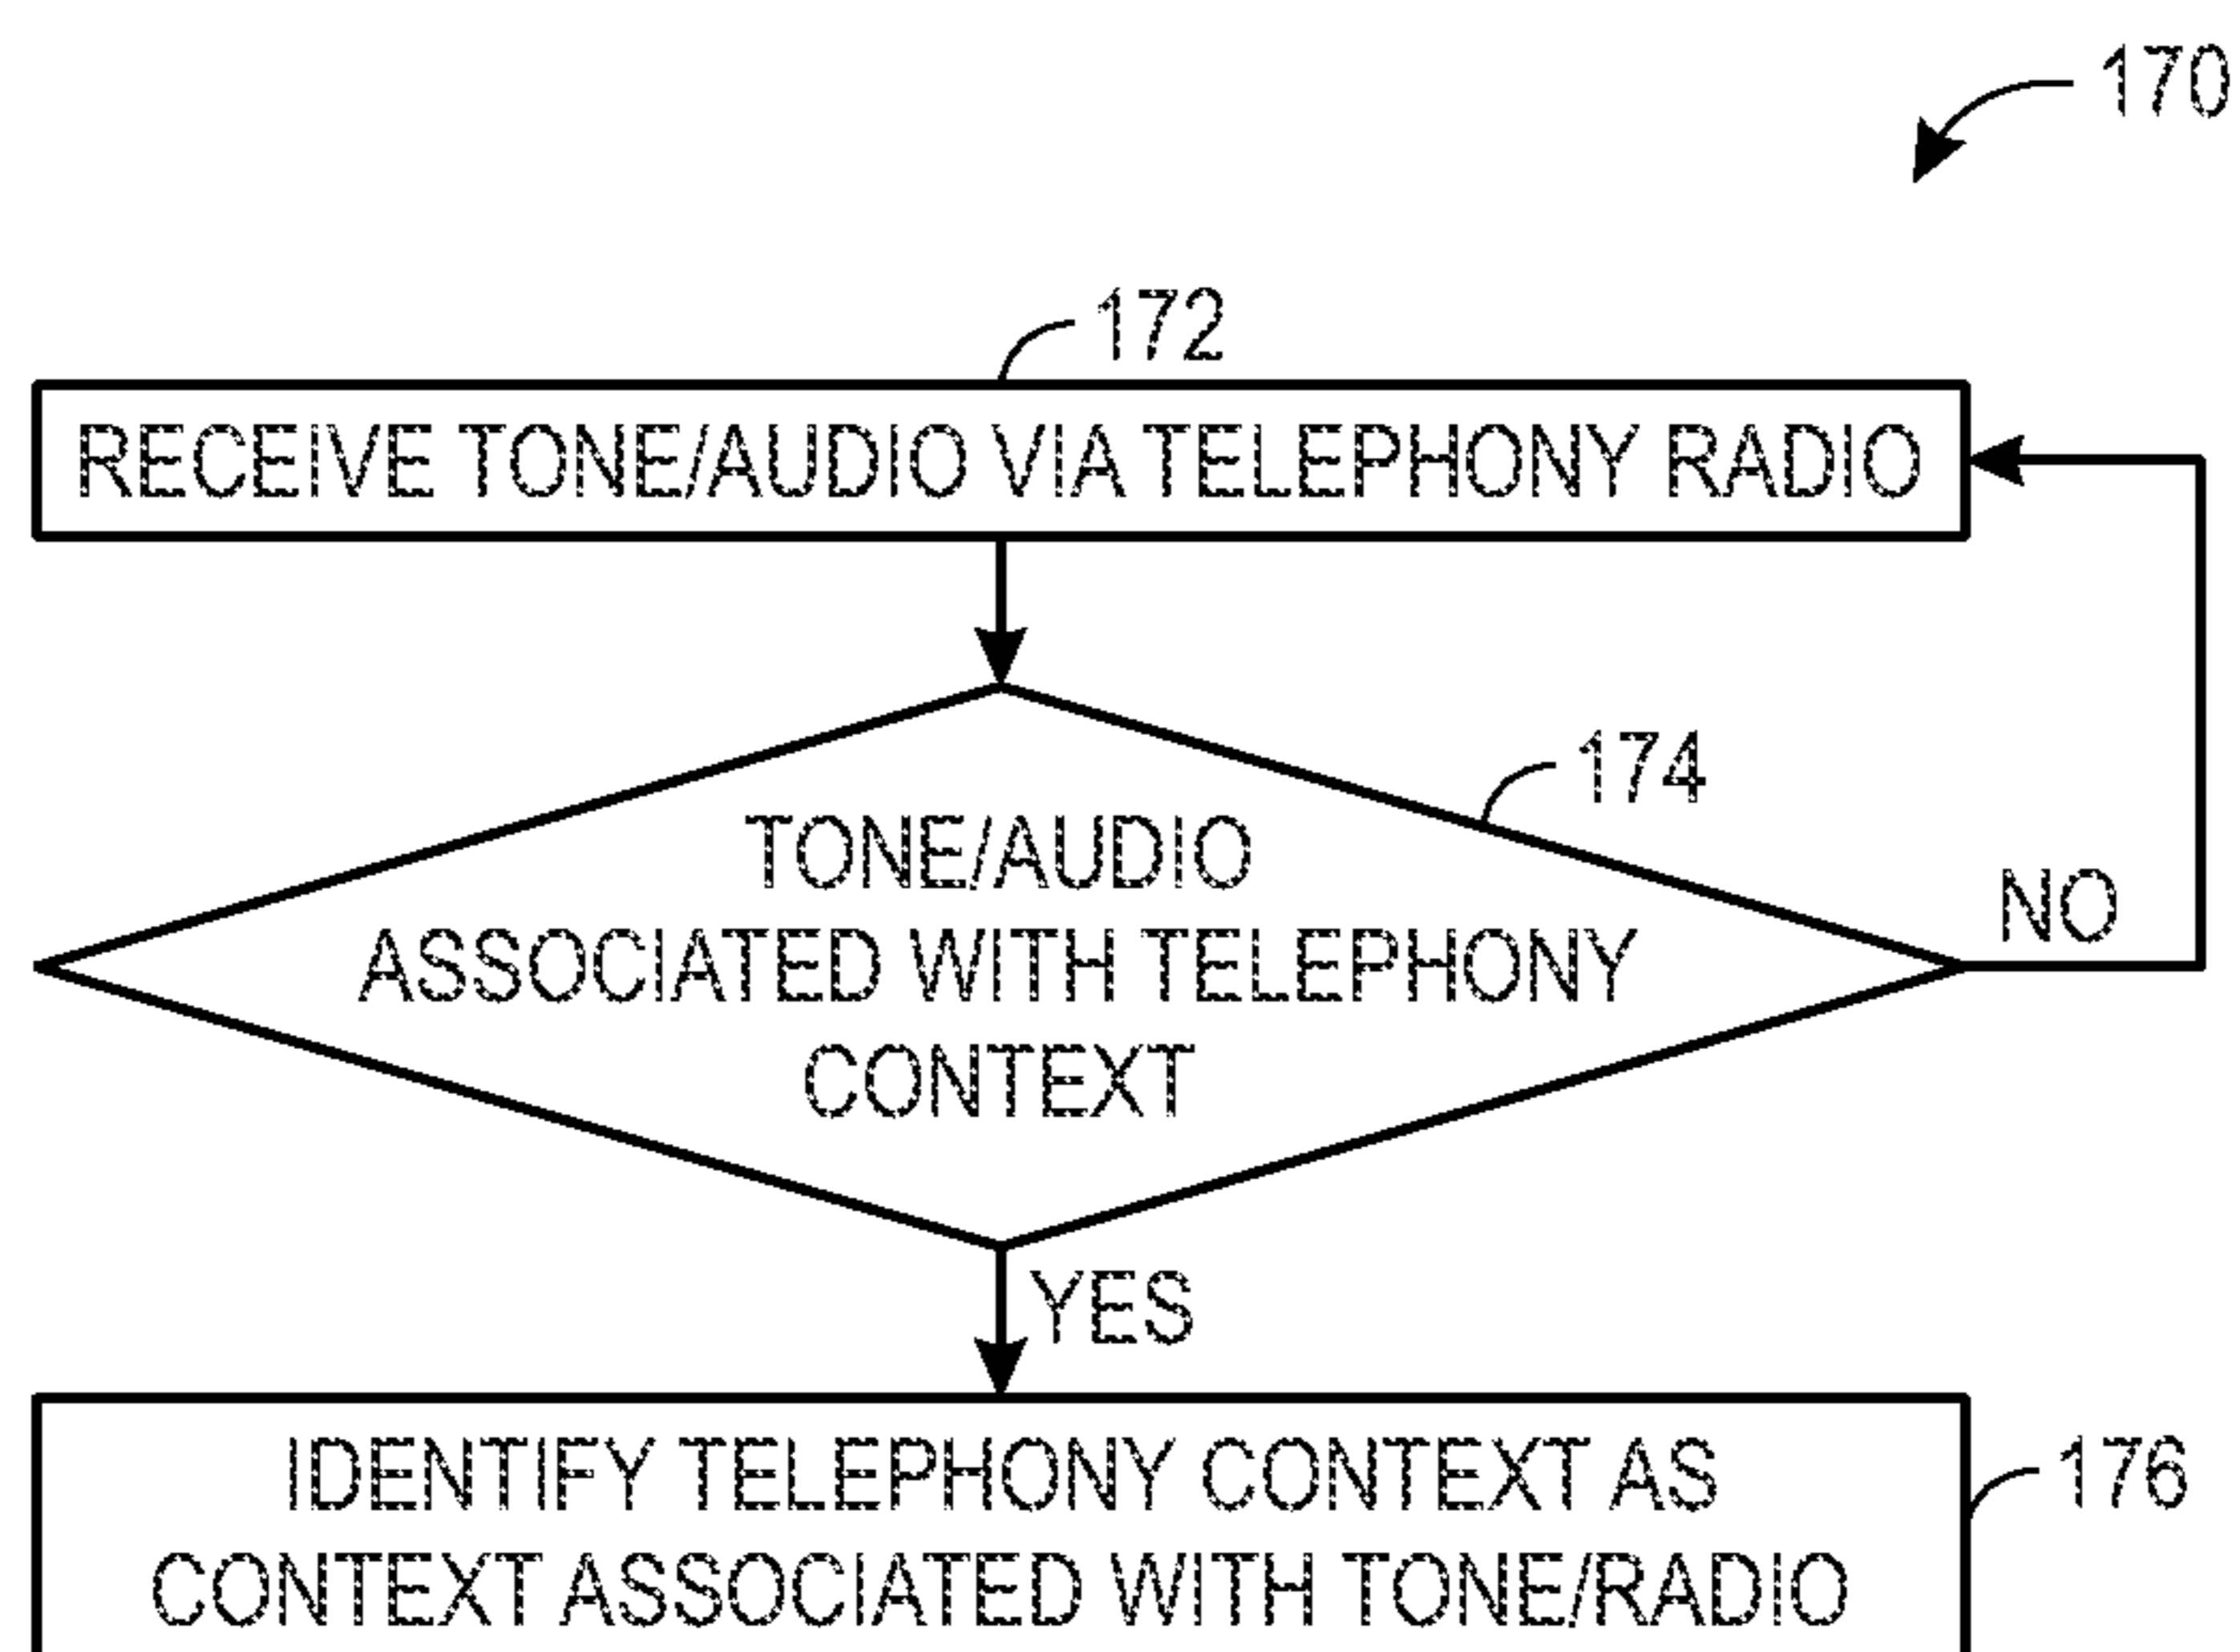 170
172
RECEIVE TONE/AUDIO VIA TELEPHONY RADIO
174
TONE/AUDIO
ASSOCIATED WITH TELEPHONY
CONTEXT
NO
YES
IDENTIFY TELEPHONY CONTEXT AS
CONTEXT ASSOCIATED WITH TONE/RADIO
176